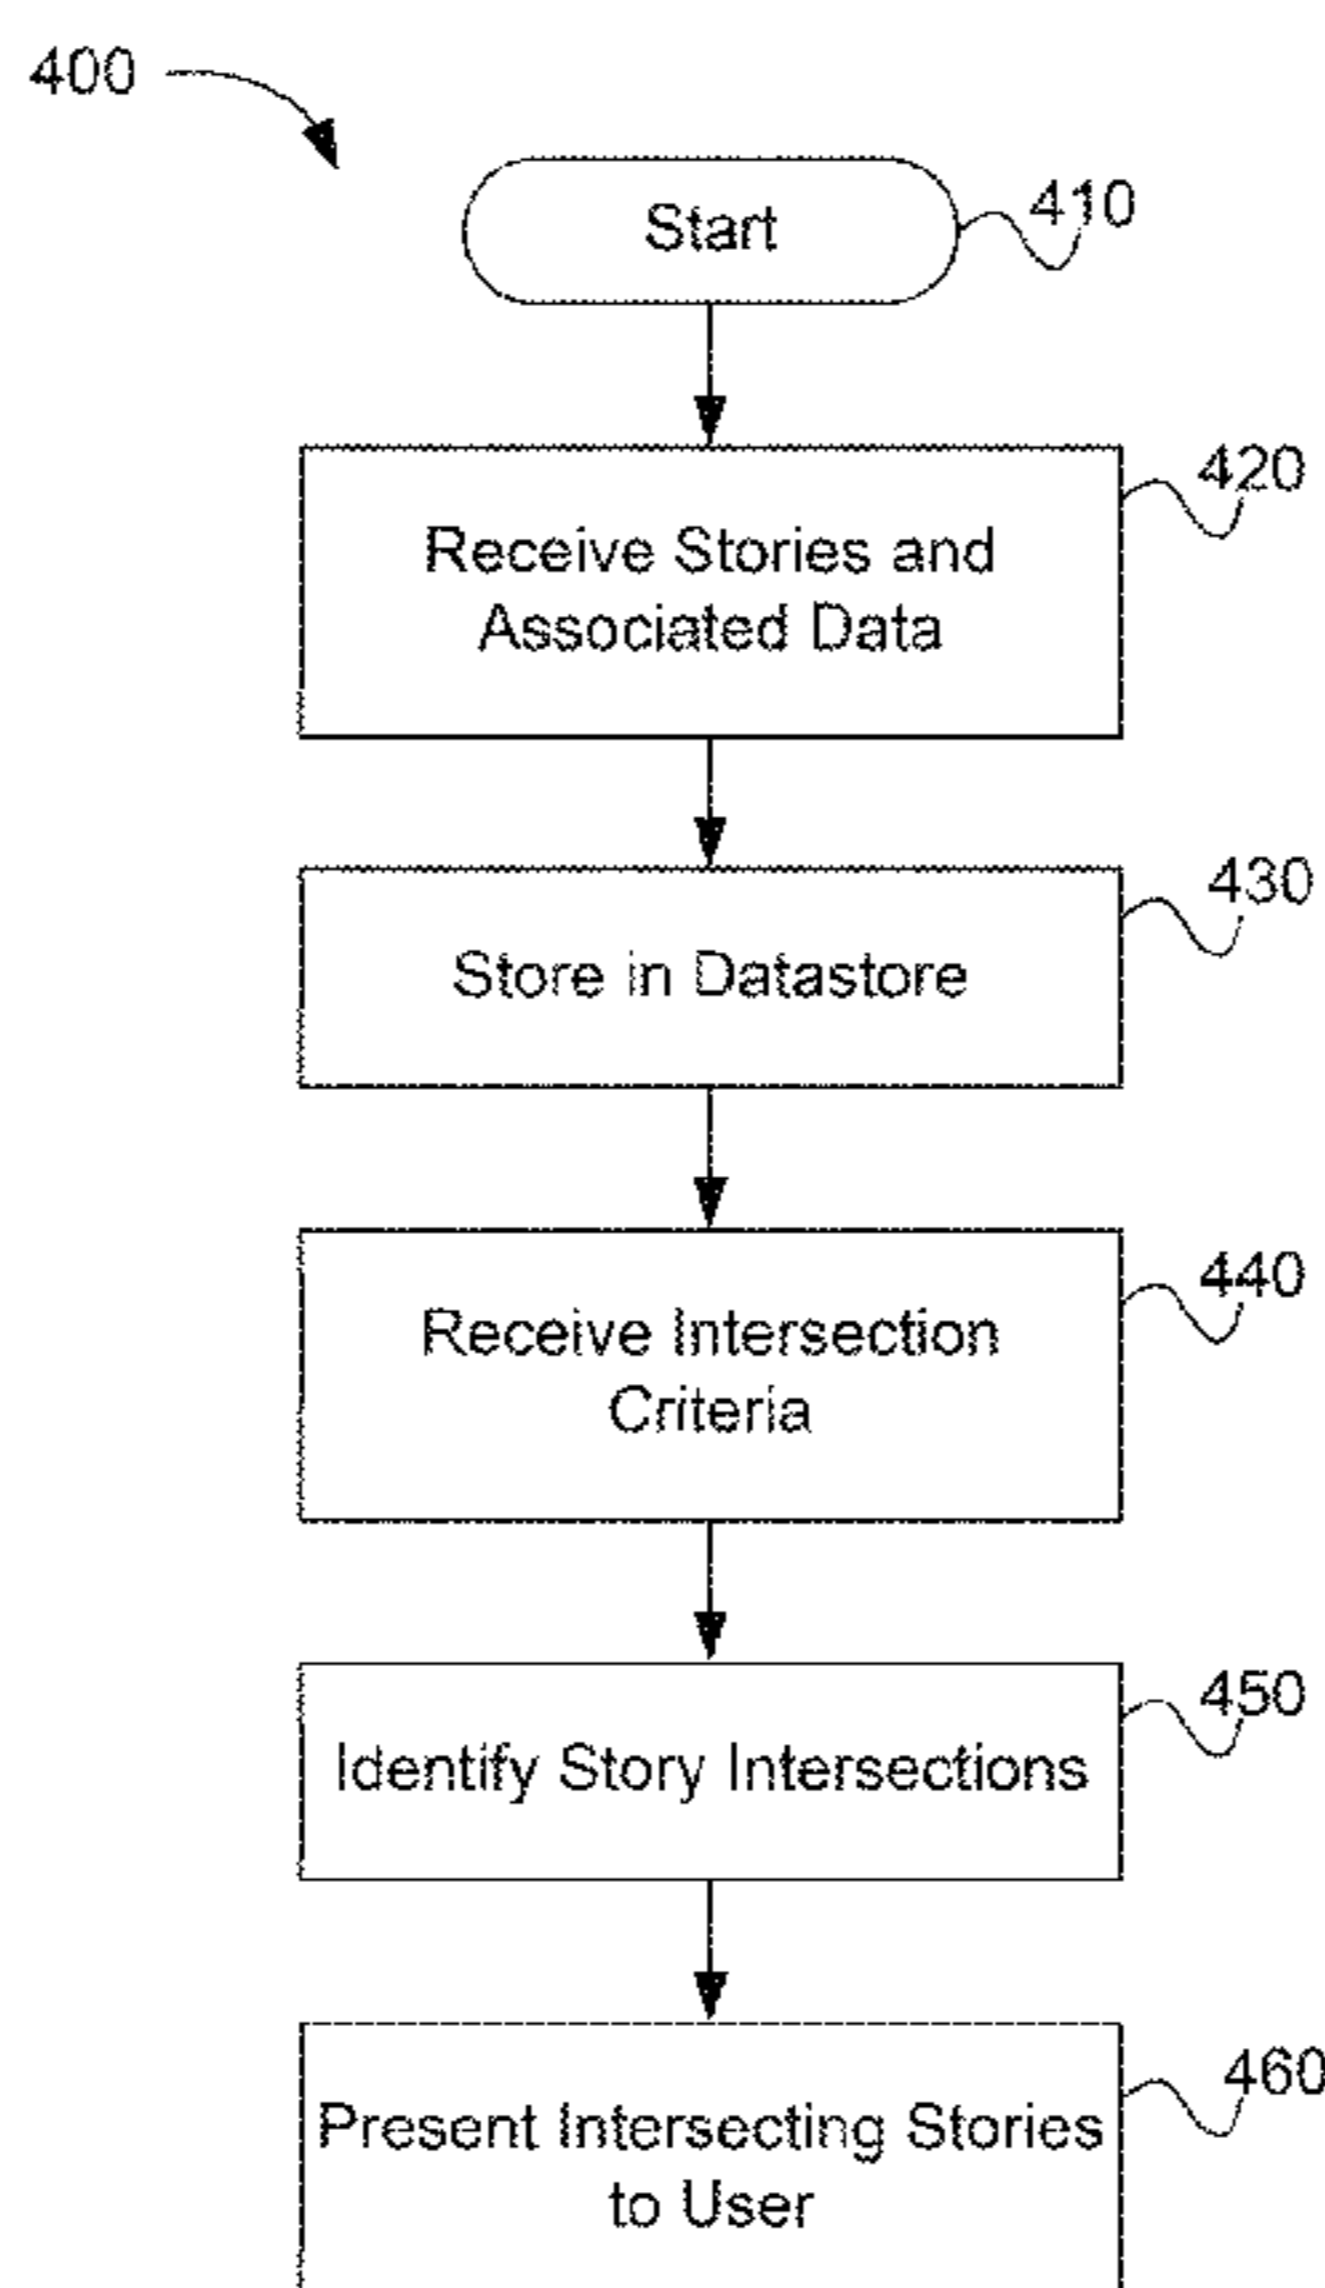 400
Start
410
Receive Stories and
Associated Data
420
Store in Datastore
430
Receive Intersection
Criteria
440
Identify Story Intersections
450
Present Intersecting Stories
to User
460